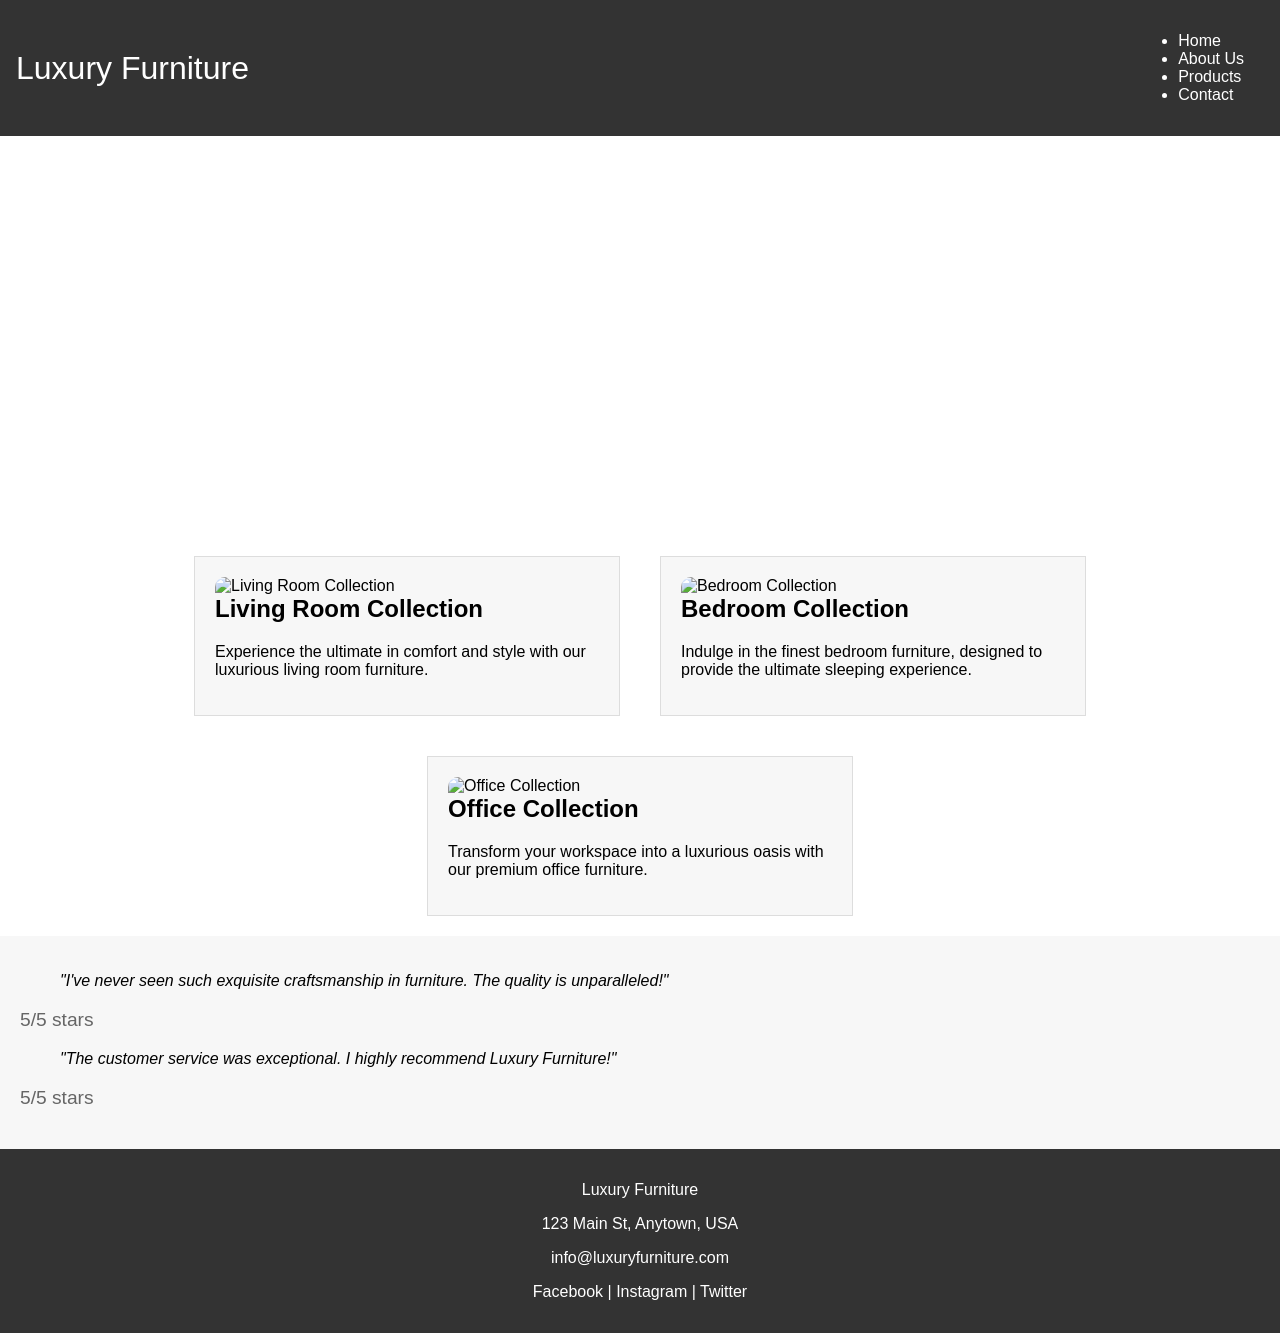 Luxury Furniture
Home
About Us
Products
Contact
Living Room Collection
Living Room Collection
Experience the ultimate in comfort and style with our
luxurious living room furniture.
Bedroom Collection
Bedroom Collection
Indulge in the finest bedroom furniture, designed to
provide the ultimate sleeping experience.
Office Collection
Office Collection
Transform your workspace into a luxurious oasis with
our premium office furniture.
"I've never seen such exquisite craftsmanship in furniture. The quality is unparalleled!"
5/5 stars
"The customer service was exceptional. I highly recommend Luxury Furniture!"
5/5 stars
Luxury Furniture
123 Main St, Anytown, USA
info@luxuryfurniture.com
Facebook | Instagram | Twitter